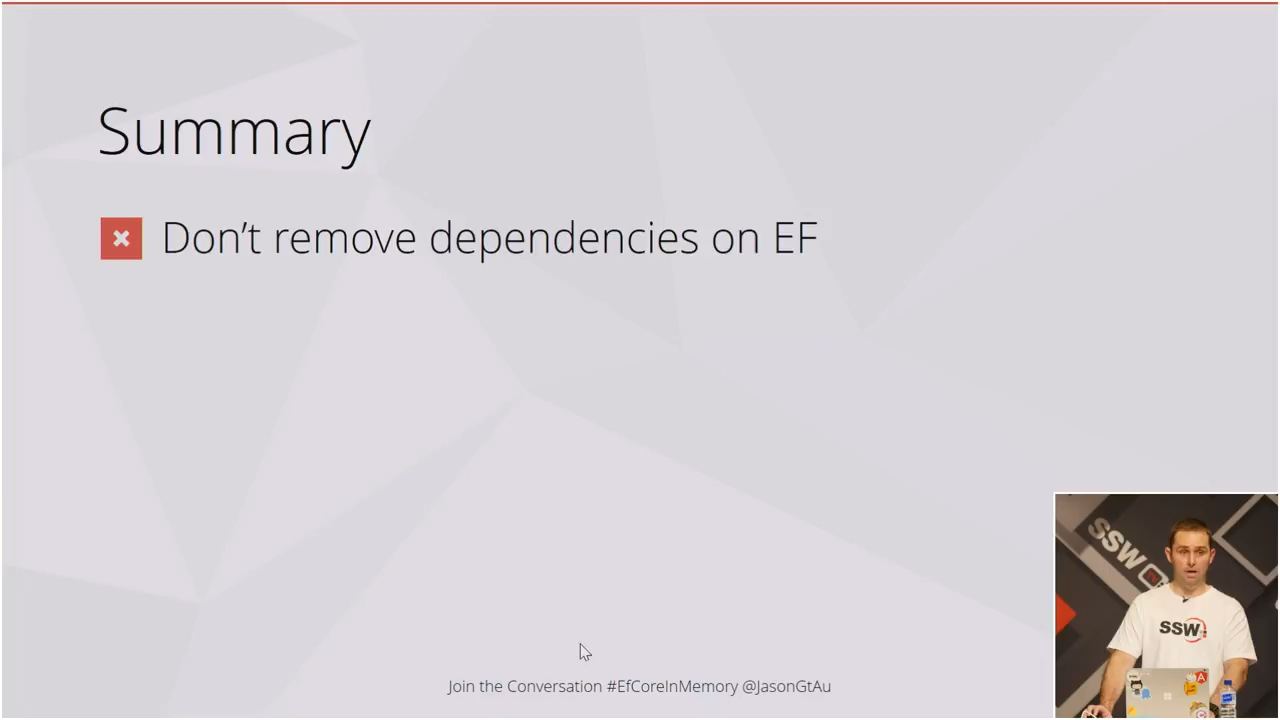 Summary
Don't remove dependencies on EF
Join the Conversation #EfCoreInMemory @JasonGtAu
SSW
SSW